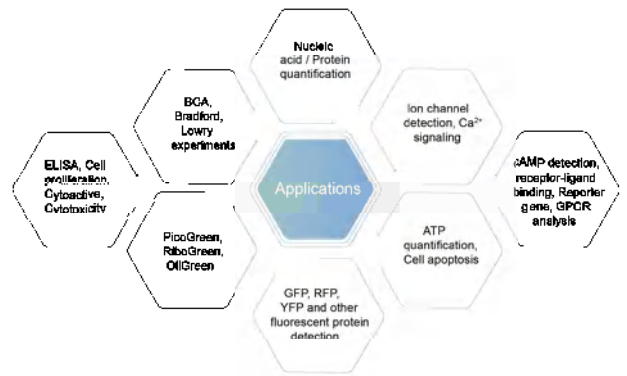 Nucleic
acid / Protein
quantification
BCA,
Bradford,
Lowry
experiments
Ion channel
detection, Ca²⁺
signaling
ELISA, Cell
proliferation,
Cytoactive,
Cytotoxicity
Applications
cAMP detection,
receptor-ligand
binding, Reporter
gene, GPCR
analysis
PicoGreen,
RiboGreen,
OliGreen
ATP
quantification,
Cell apoptosis
GFP, RFP,
YFP and other
fluorescent protein
detection